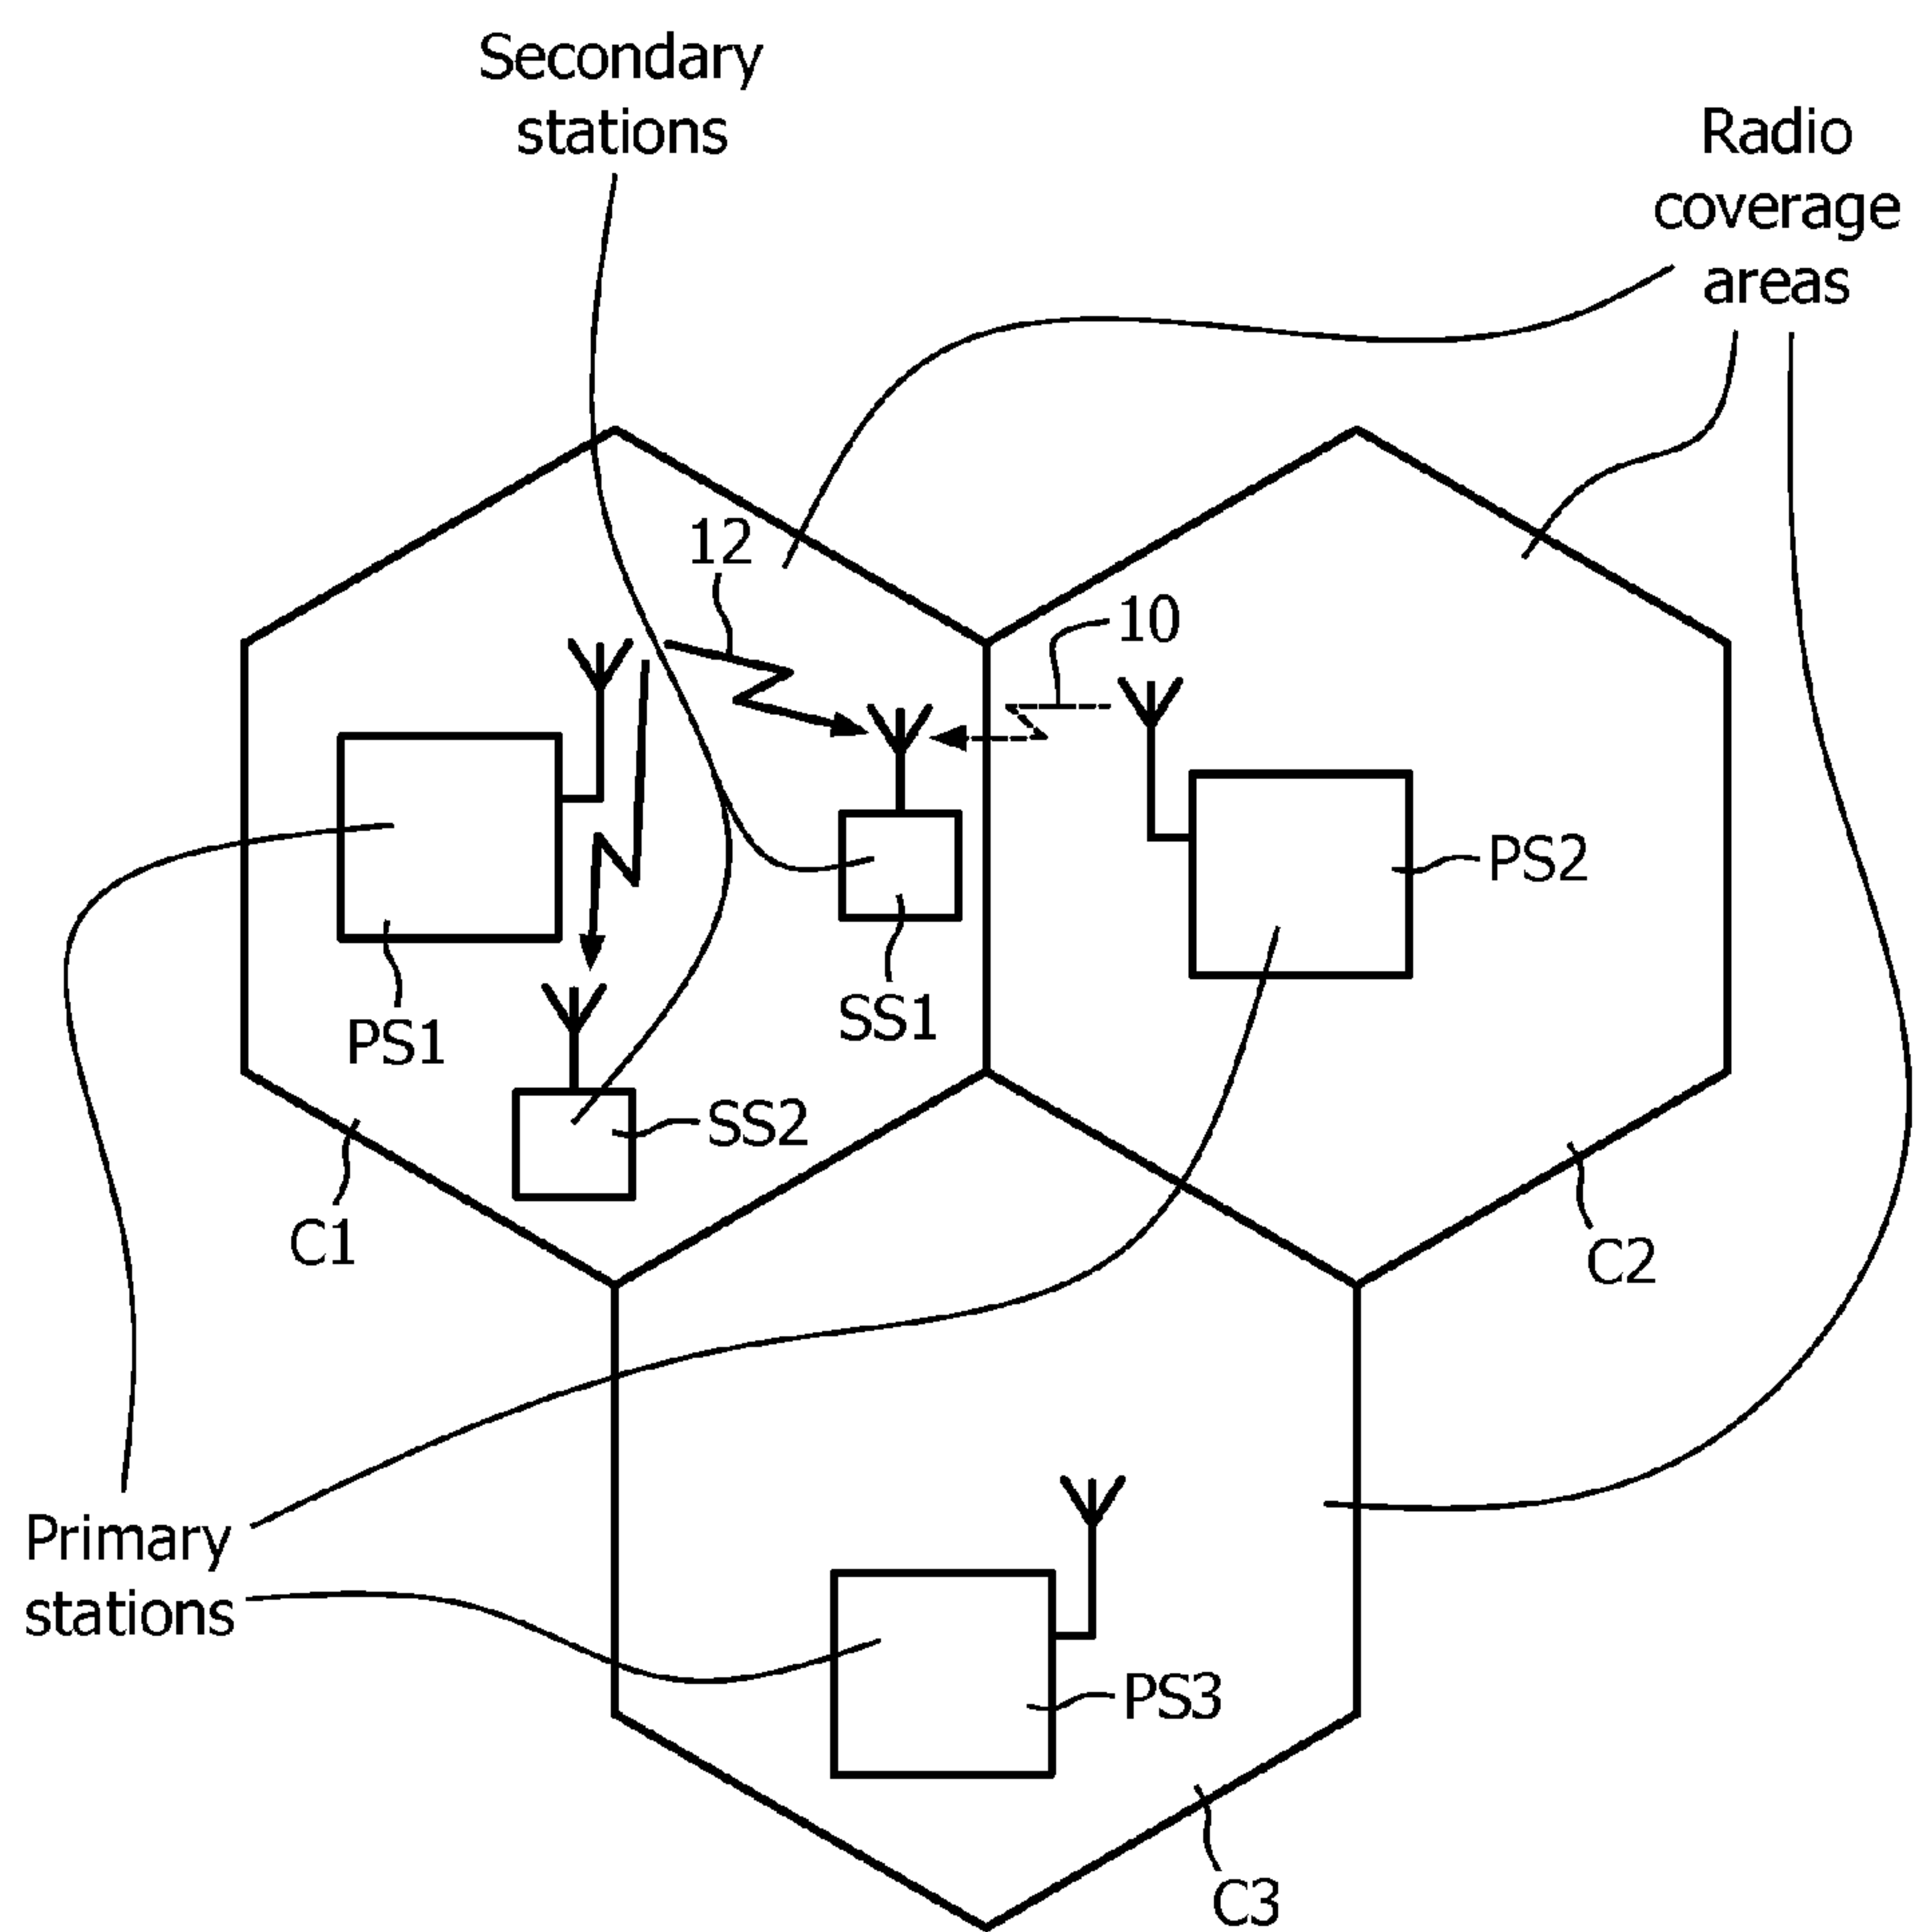 Secondary
stations
Radio
coverage
areas
12
10
PS2
SS1
PS1
SS2
C1
C2
Primary
stations
PS3
C3